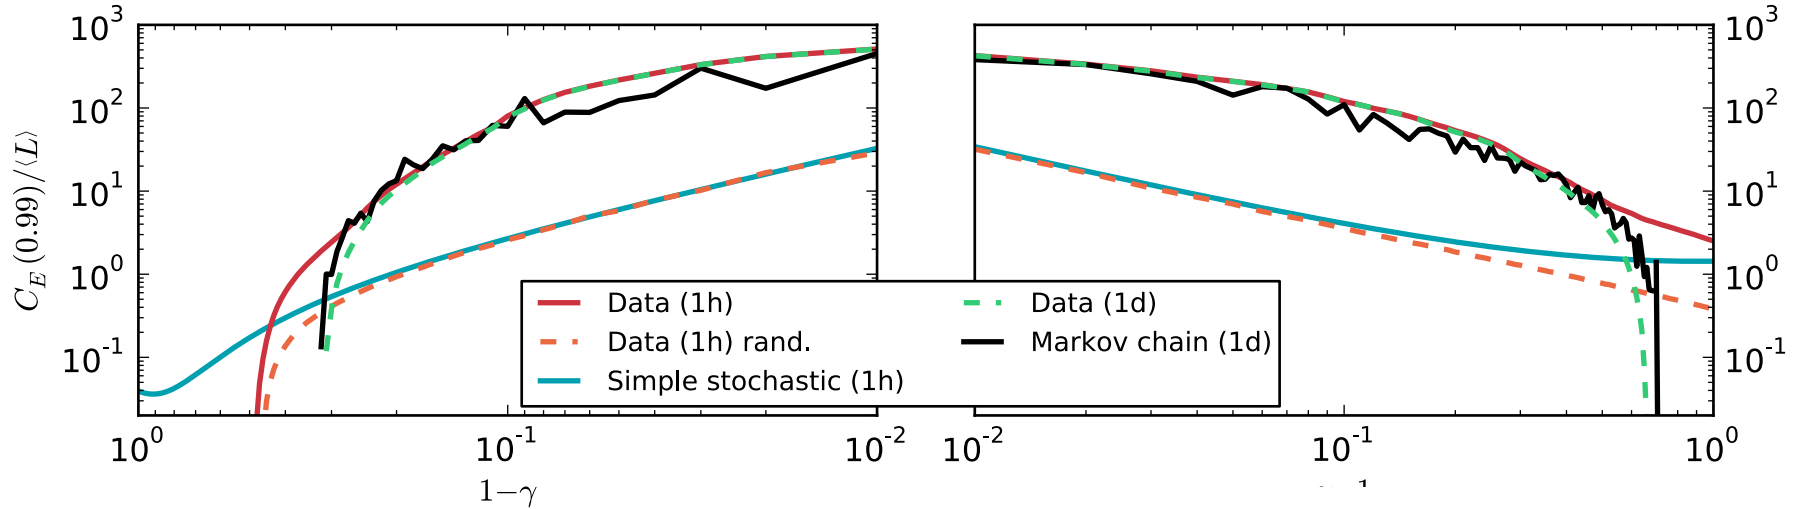 C_E(0.99)/⟨L⟩
10^3
10^2
10^1
10^0
10^-1
10^0
10^-1
10^-2
1−γ
Data (1h)
Data (1h) rand.
Simple stochastic (1h)
Data (1d)
Markov chain (1d)
10^-2
10^-1
10^0
10^3
10^2
10^1
10^0
10^-1